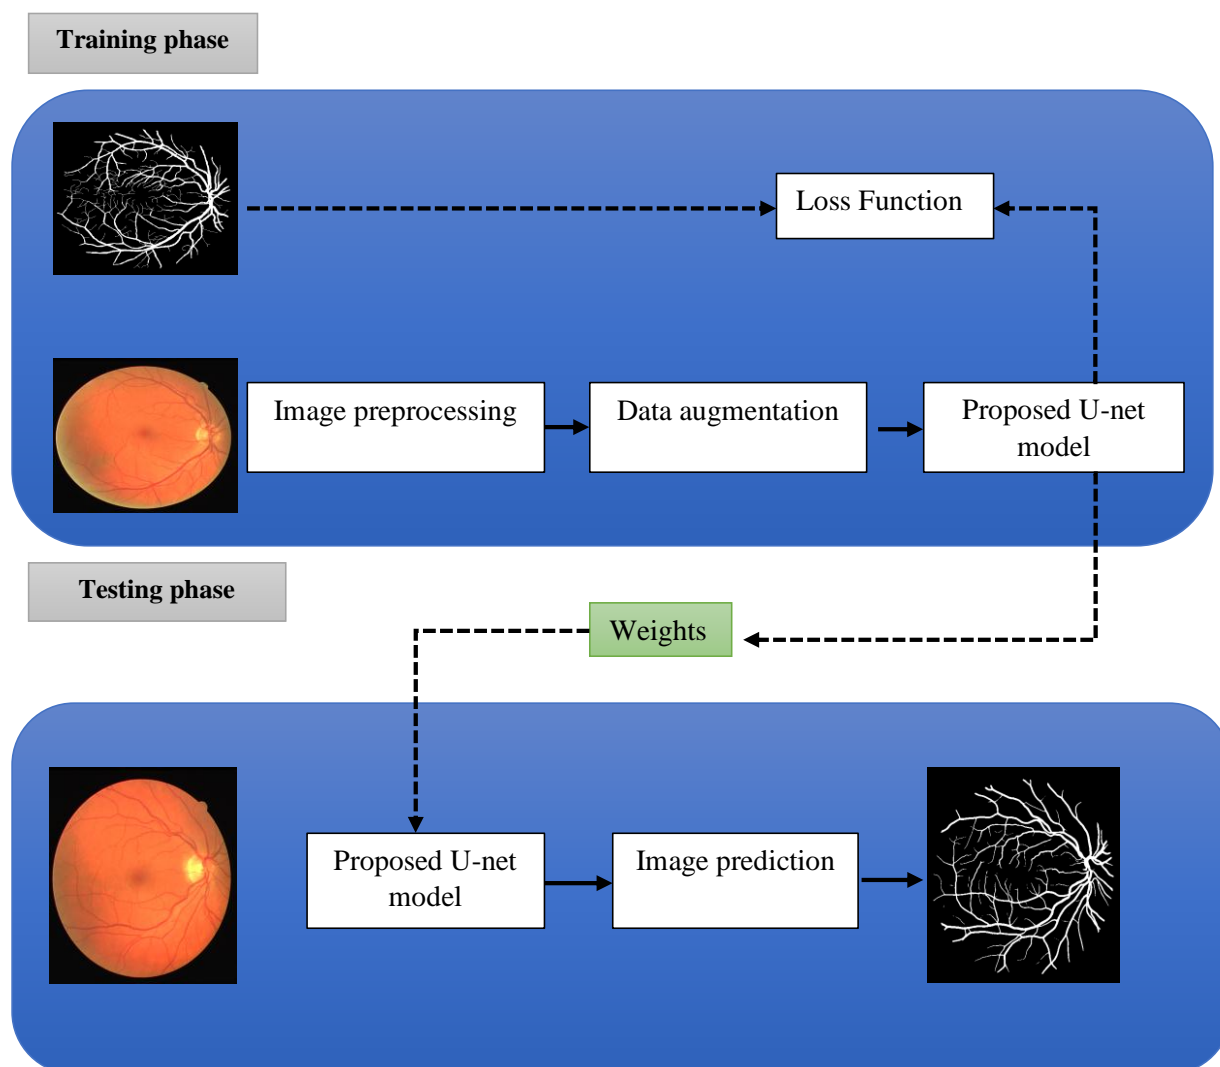 Training phase
Loss Function
Image preprocessing
Data augmentation
Proposed U-net
model
Testing phase
Weights
Proposed U-net
model
Image prediction